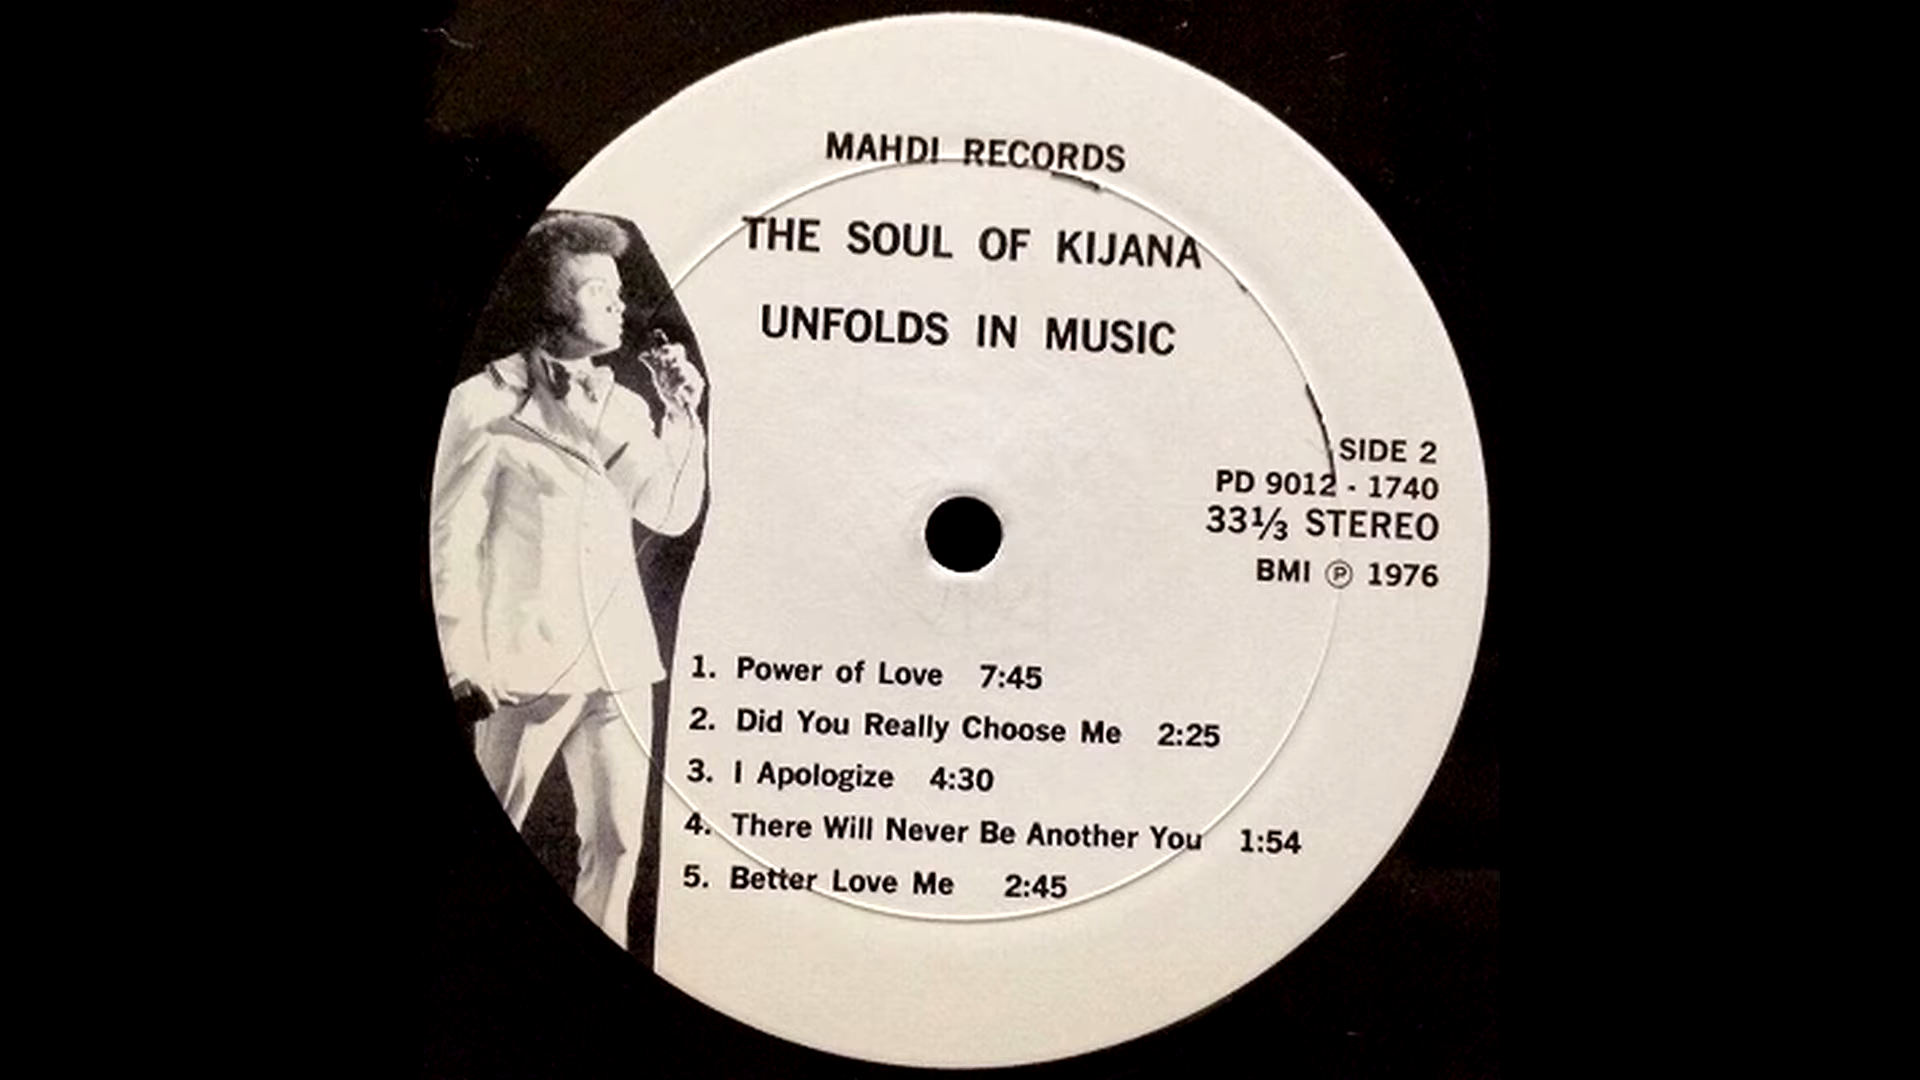 MAHDI RECORDS
THE SOUL OF KIJANA
UNFOLDS IN MUSIC
SIDE 2
PD 9012 - 1740
33⅓ STEREO
BMI ℗ 1976
1. Power of Love 7:45
2. Did You Really Choose Me 2:25
3. I Apologize 4:30
4. There Will Never Be Another You 1:54
5. Better Love Me 2:45